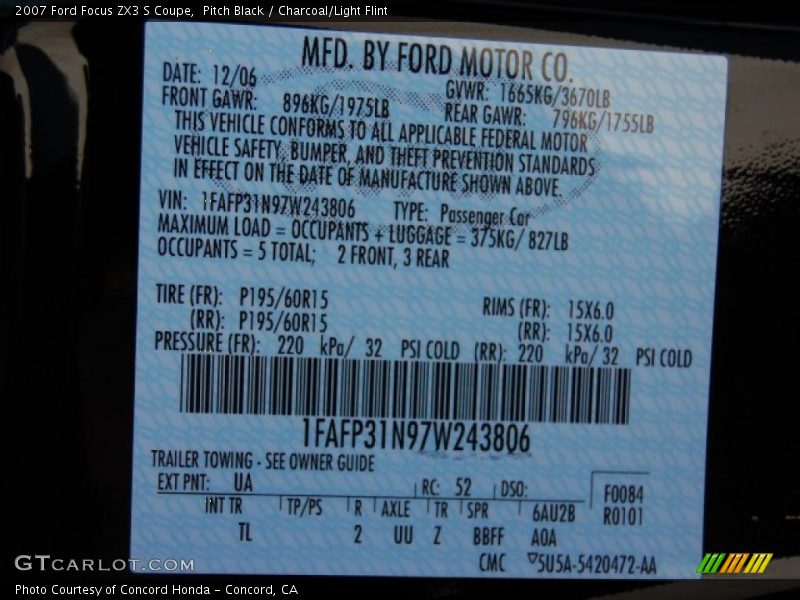 2007 Ford Focus ZX3 S Coupe, Pitch Black / Charcoal/Light Flint
MFD. BY FORD MOTOR CO.
DATE: 12/06 GVWR: 1665KG/3670LB
FRONT GAWR: 896KG/1975LB REAR GAWR: 796KG/1755LB
THIS VEHICLE CONFORMS TO ALL APPLICABLE FEDERAL MOTOR
VEHICLE SAFETY, BUMPER, AND THEFT PREVENTION STANDARDS
IN EFFECT ON THE DATE OF MANUFACTURE SHOWN ABOVE.
VIN: 1FAFP31N97W243806 TYPE: Passenger Car
MAXIMUM LOAD = OCCUPANTS + LUGGAGE = 375KG/ 827LB
OCCUPANTS = 5 TOTAL; 2 FRONT, 3 REAR
TIRE (FR): P195/60R15 RIMS (FR): 15X6.0
(RR): P195/60R15 (RR): 15X6.0
PRESSURE (FR): 220 kPa/ 32 PSI COLD (RR): 220 kPa/ 32 PSI COLD
1FAFP31N97W243806
TRAILER TOWING - SEE OWNER GUIDE
EXT PNT: UA RC: 52 DSO: F0084
INT TR TP/PS R AXLE TR SPR 6AU2B R0101
TL 2 UU Z BBFF AOA
CMC ▽5U5A-5420472-AA
GTCARLOT.COM
Photo Courtesy of Concord Honda - Concord, CA